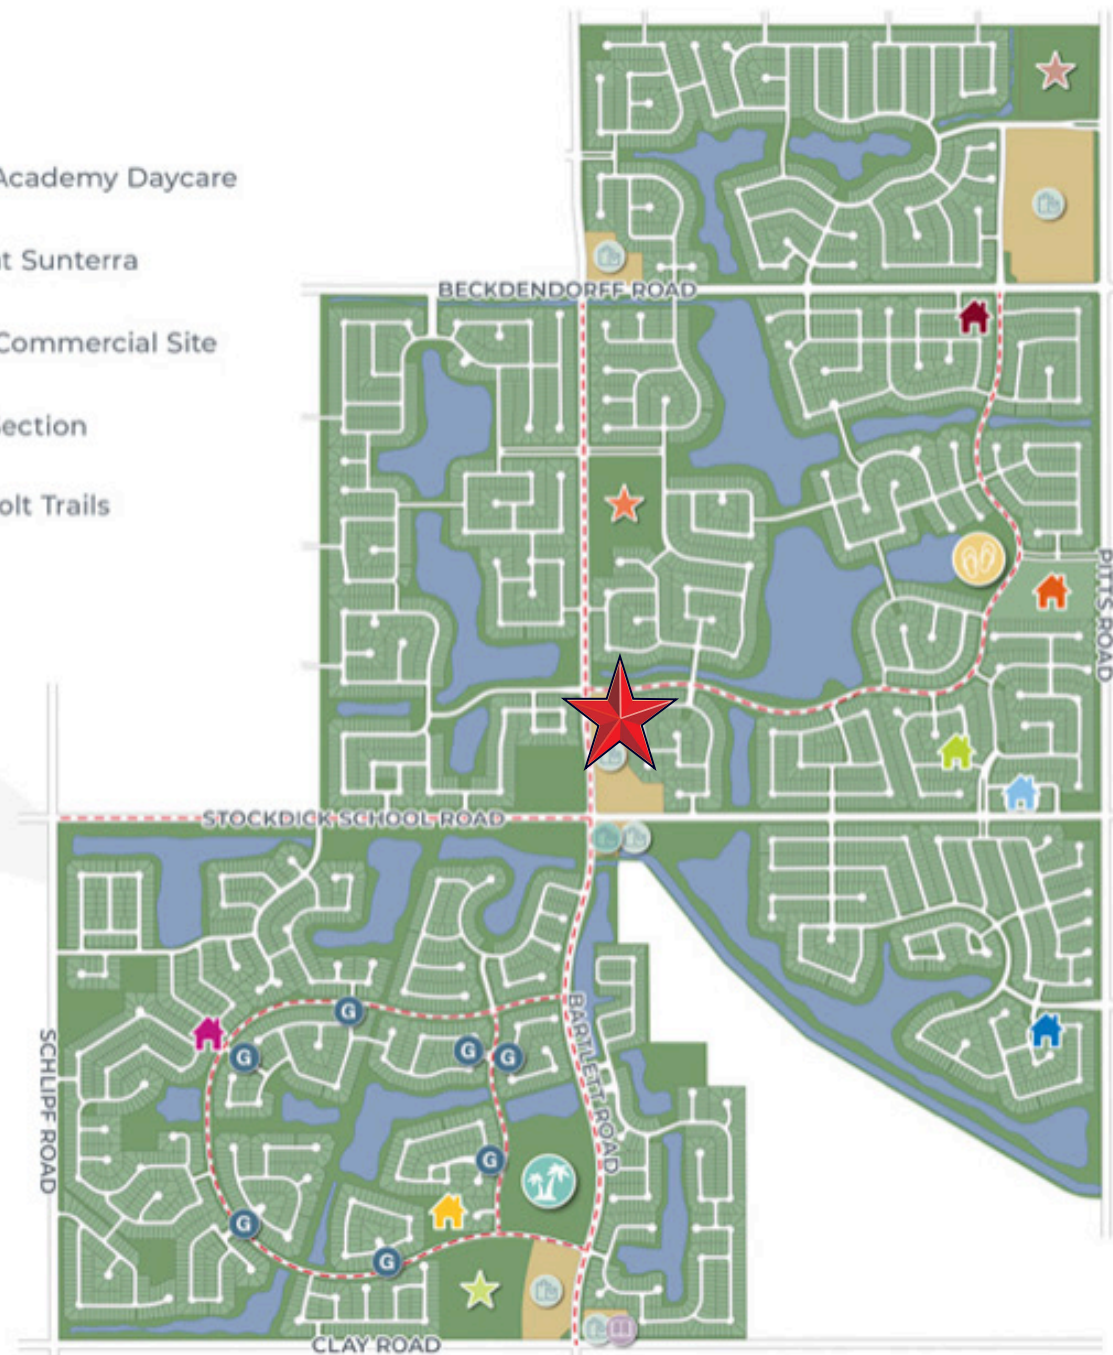 Academy Daycare
at Sunterra
Commercial Site
ection
olt Trails
BECKDENDORFF ROAD
PITTS ROAD
STOCKDICK SCHOOL ROAD
SCHLIPF ROAD
BARTLETT ROAD
G
G
G
G
G
G
G
CLAY ROAD